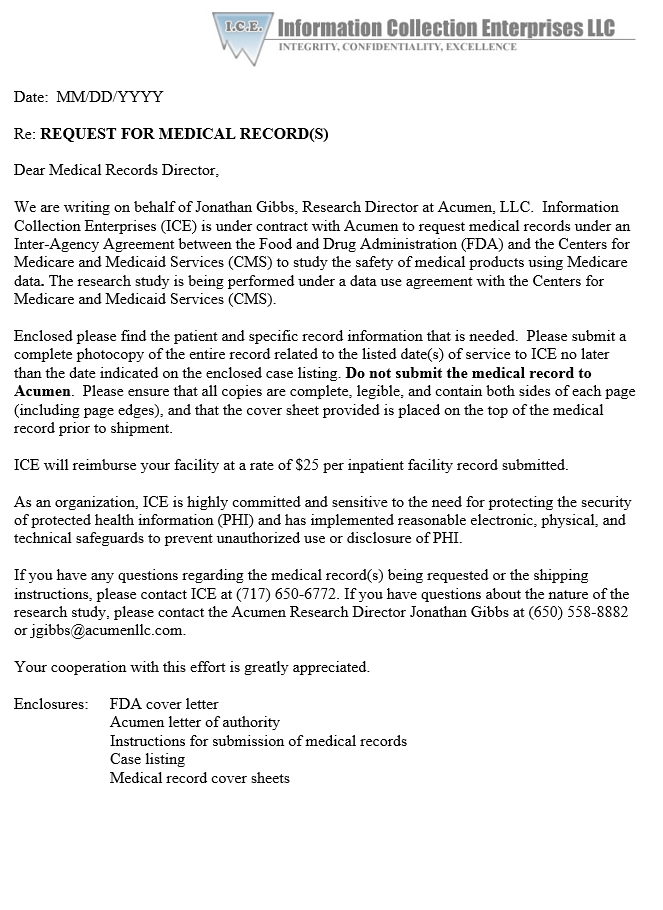 I.C.E. Information Collection Enterprises LLC
INTEGRITY, CONFIDENTIALITY, EXCELLENCE
Date: MM/DD/YYYY
Re: REQUEST FOR MEDICAL RECORD(S)
Dear Medical Records Director,
We are writing on behalf of Jonathan Gibbs, Research Director at Acumen, LLC. Information
Collection Enterprises (ICE) is under contract with Acumen to request medical records under an
Inter-Agency Agreement between the Food and Drug Administration (FDA) and the Centers for
Medicare and Medicaid Services (CMS) to study the safety of medical products using Medicare
data. The research study is being performed under a data use agreement with the Centers for
Medicare and Medicaid Services (CMS).
Enclosed please find the patient and specific record information that is needed. Please submit a
complete photocopy of the entire record related to the listed date(s) of service to ICE no later
than the date indicated on the enclosed case listing. Do not submit the medical record to
Acumen. Please ensure that all copies are complete, legible, and contain both sides of each page
(including page edges), and that the cover sheet provided is placed on the top of the medical
record prior to shipment.
ICE will reimburse your facility at a rate of $25 per inpatient facility record submitted.
As an organization, ICE is highly committed and sensitive to the need for protecting the security
of protected health information (PHI) and has implemented reasonable electronic, physical, and
technical safeguards to prevent unauthorized use or disclosure of PHI.
If you have any questions regarding the medical record(s) being requested or the shipping
instructions, please contact ICE at (717) 650-6772. If you have questions about the nature of the
research study, please contact the Acumen Research Director Jonathan Gibbs at (650) 558-8882
or jgibbs@acumenllc.com.
Your cooperation with this effort is greatly appreciated.
Enclosures: FDA cover letter
Acumen letter of authority
Instructions for submission of medical records
Case listing
Medical record cover sheets